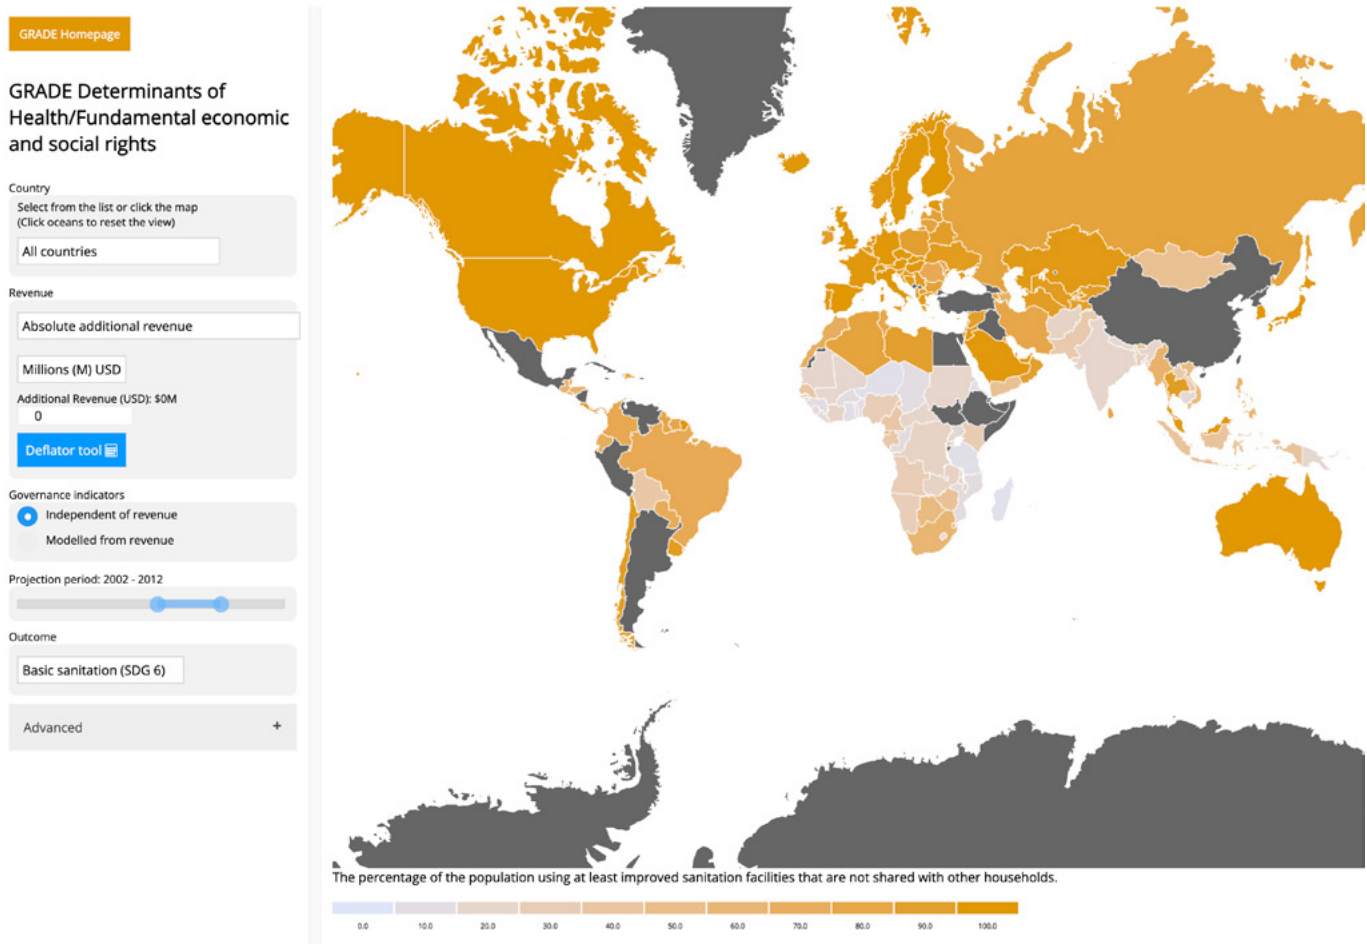 GRADE Homepage
GRADE Determinants of
Health/Fundamental economic
and social rights
Country
Select from the list or click the map
(Click oceans to reset the view)
All countries
Revenue
Absolute additional revenue
Millions (M) USD
Additional Revenue (USD): $0M
0
Deflator tool
Governance indicators
Independent of revenue
Modelled from revenue
Projection period: 2002 - 2012
Outcome
Basic sanitation (SDG 6)
Advanced +
The percentage of the population using at least improved sanitation facilities that are not shared with other households.
0.0 10.0 20.0 30.0 40.0 50.0 60.0 70.0 80.0 90.0 100.0